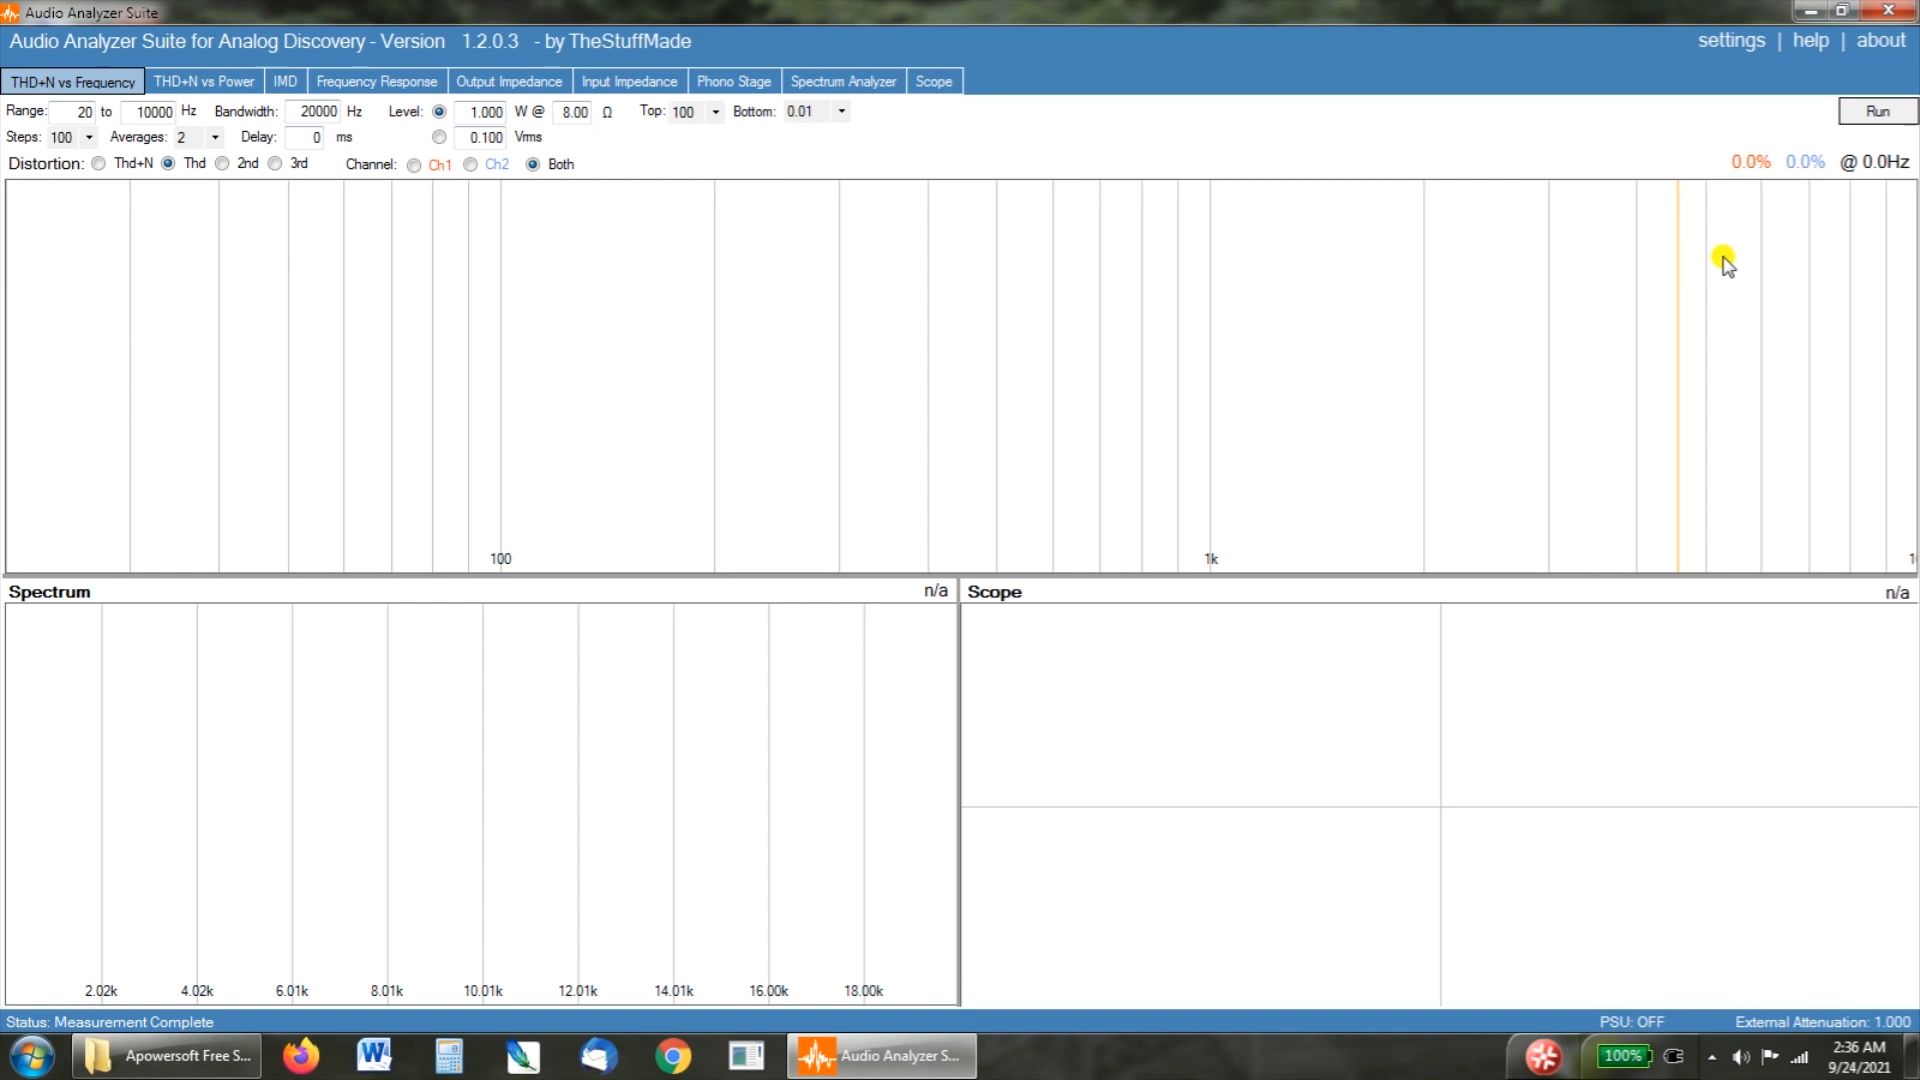 Audio Analyzer Suite
Audio Analyzer Suite for Analog Discovery - Version 1.2.0.3 - by TheStuffMade
settings | help | about
THD+N vs Frequency THD+N vs Power IMD Frequency Response Output Impedance Input Impedance Phono Stage Spectrum Analyzer Scope
Range: 20 to 10000 Hz Bandwidth: 20000 Hz Level: 1.000 W @ 8.00 Ω Top: 100 Bottom: 0.01 Run
Steps: 100 Averages: 2 Delay: 0 ms 0.100 Vrms
Distortion: Thd+N Thd 2nd 3rd Channel: Ch1 Ch2 Both 0.0% 0.0% @ 0.0Hz
100 1k
Spectrum n/a
Scope n/a
2.02k 4.02k 6.01k 8.01k 10.01k 12.01k 14.01k 16.00k 18.00k
Status: Measurement Complete PSU: OFF External Attenuation: 1.000
Apowersoft Free S... Audio Analyzer S... 100% 2:36 AM
9/24/2021